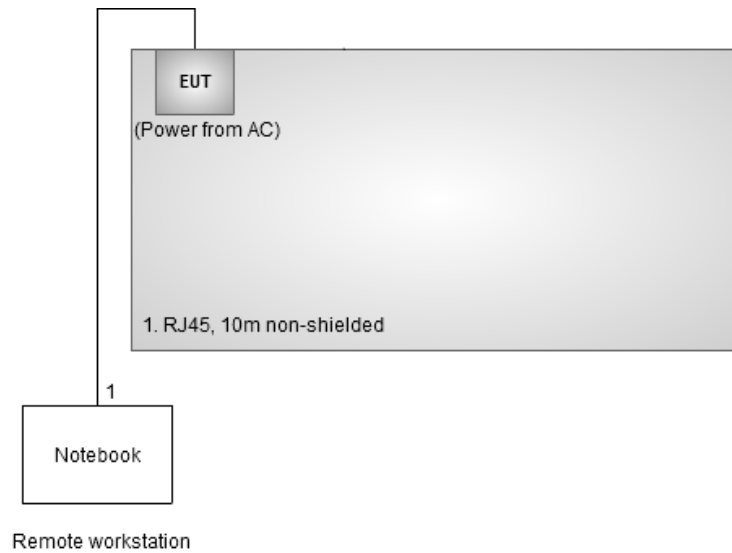 EUT
(Power from AC)
1. RJ45, 10m non-shielded
1
Notebook
Remote workstation